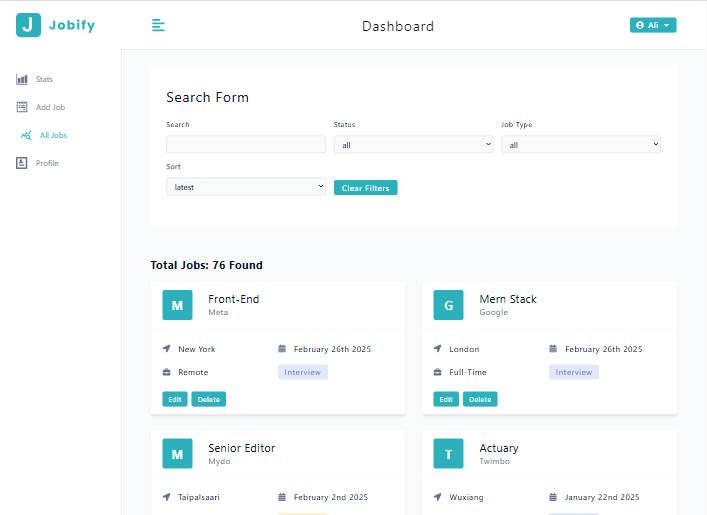 J Jobify
Dashboard
Ali
Stats
Add Job
All Jobs
Profile
Search Form
Search
Status
Job Type
all
all
Sort
latest
Clear Filters
Total Jobs: 76 Found
M
Front-End
Meta
New York
February 26th 2025
Remote
Interview
Edit
Delete
G
Mern Stack
Google
London
February 26th 2025
Full-Time
Interview
Edit
Delete
M
Senior Editor
Mydo
Taipalsaari
February 2nd 2025
T
Actuary
Twimbo
Wuxiang
January 22nd 2025